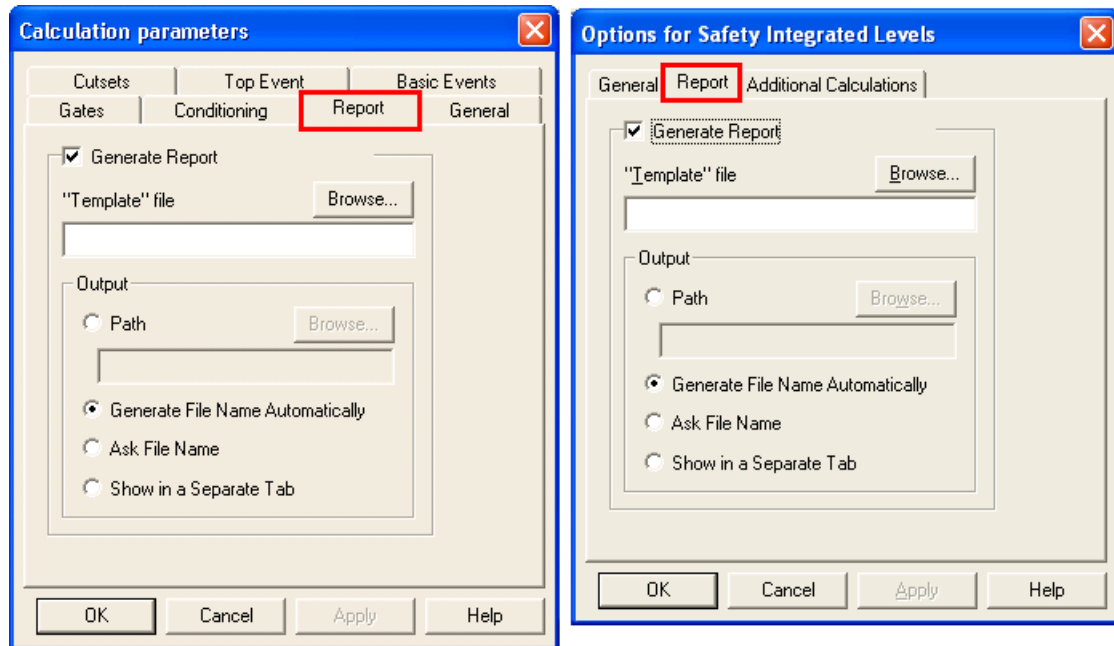 Calculation parameters
Cutsets Top Event Basic Events
Gates Conditioning Report General
Generate Report
"Template" file Browse...
Output
Path Browse...
Generate File Name Automatically
Ask File Name
Show in a Separate Tab
OK Cancel Apply Help
Options for Safety Integrated Levels
General Report Additional Calculations
Generate Report
"Template" file Browse...
Output
Path Browse...
Generate File Name Automatically
Ask File Name
Show in a Separate Tab
OK Cancel Apply Help